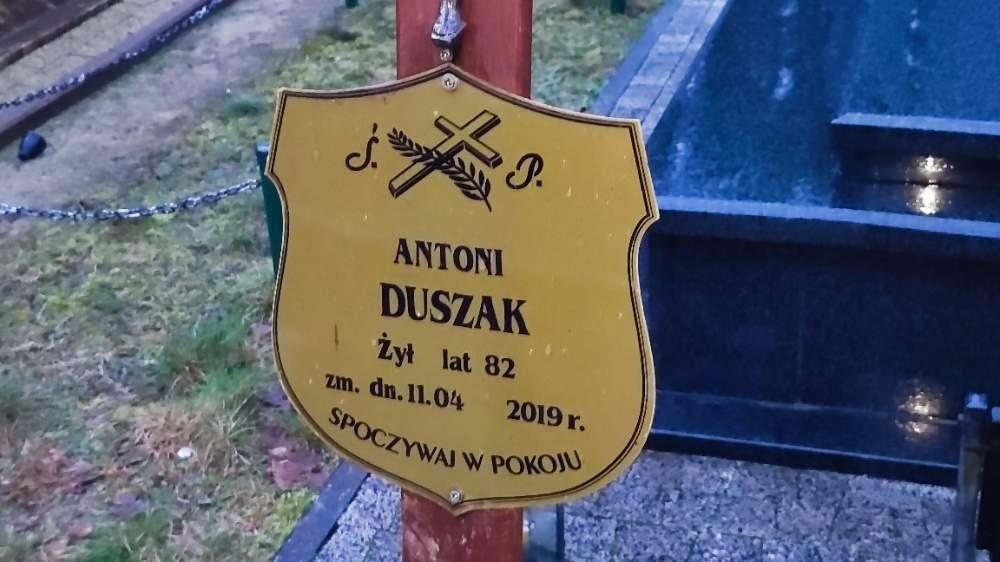 Ś. P.
ANTONI
DUSZAK
Żył lat 82
zm. dn. 11.04 2019 r.
SPOCZYWAJ W POKOJU